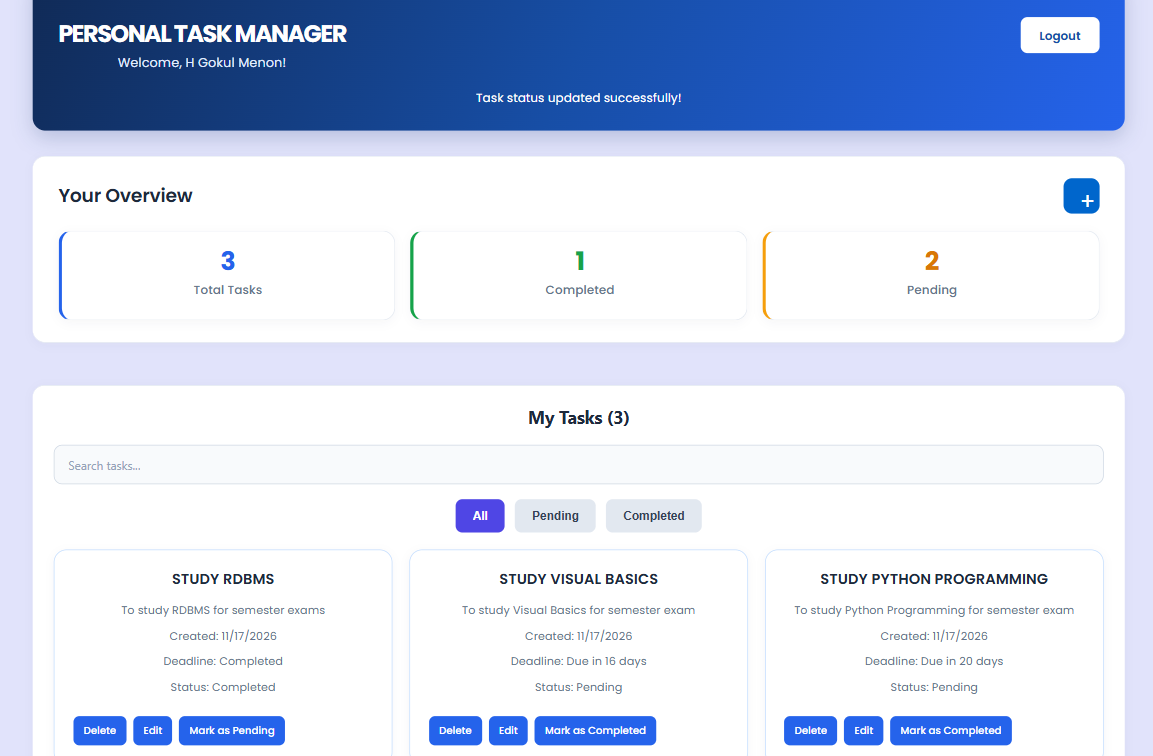 PERSONAL TASK MANAGER
Logout
Welcome, H Gokul Menon!
Task status updated successfully!
Your Overview
+
3
Total Tasks
1
Completed
2
Pending
My Tasks (3)
Search tasks...
All Pending Completed
STUDY RDBMS
To study RDBMS for semester exams
Created: 11/17/2026
Deadline: Completed
Status: Completed
Delete Edit Mark as Pending
STUDY VISUAL BASICS
To study Visual Basics for semester exam
Created: 11/17/2026
Deadline: Due in 16 days
Status: Pending
Delete Edit Mark as Completed
STUDY PYTHON PROGRAMMING
To study Python Programming for semester exam
Created: 11/17/2026
Deadline: Due in 20 days
Status: Pending
Delete Edit Mark as Completed